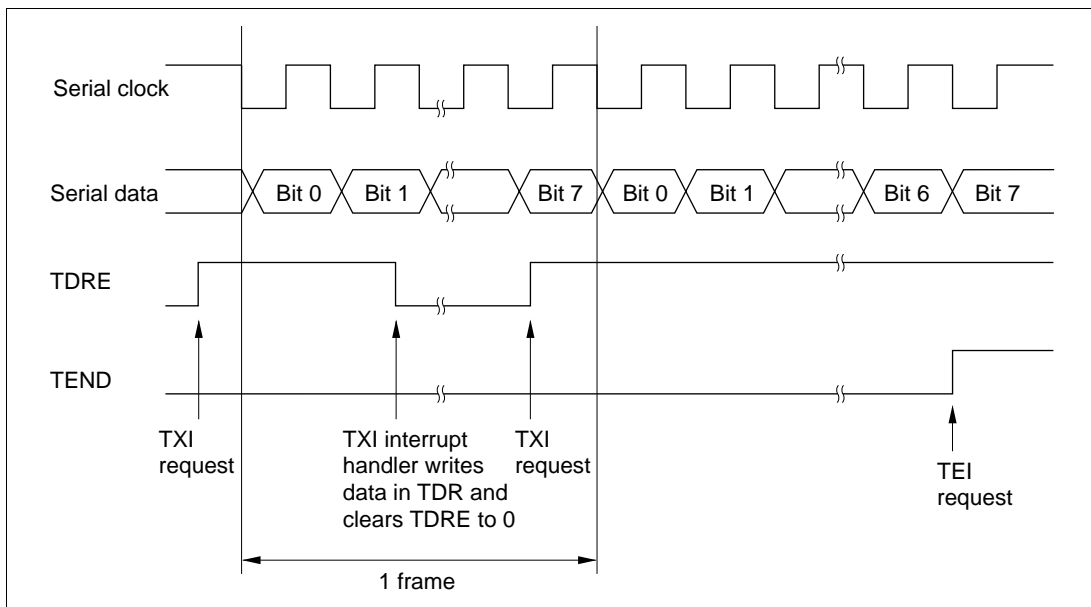 Serial clock
Serial data
Bit 0
Bit 1
Bit 7
Bit 0
Bit 1
Bit 6
Bit 7
TDRE
TEND
TXI
request
TXI interrupt
handler writes
data in TDR and
clears TDRE to 0
TXI
request
TEI
request
1 frame